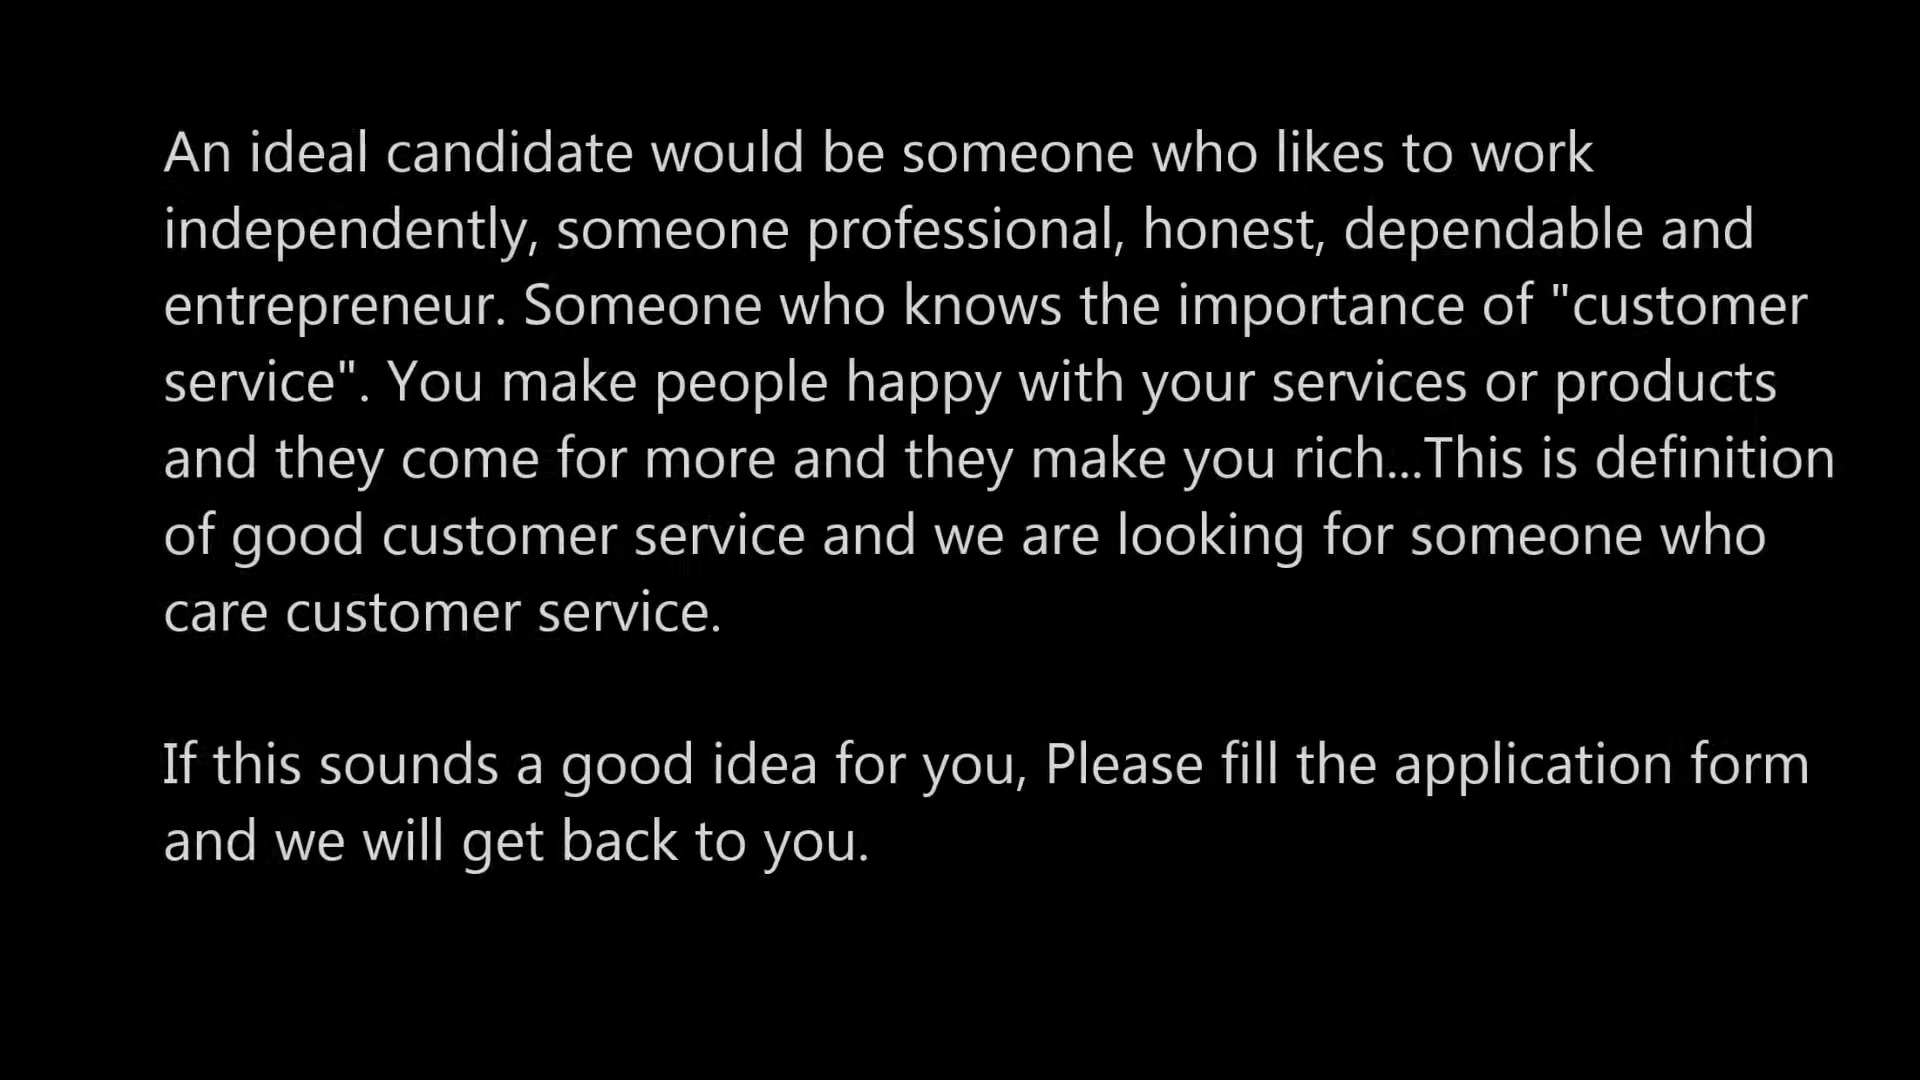 An ideal candidate would be someone who likes to work
independently, someone professional, honest, dependable and
entrepreneur. Someone who knows the importance of "customer
service". You make people happy with your services or products
and they come for more and they make you rich...This is definition
of good customer service and we are looking for someone who
care customer service.
If this sounds a good idea for you, Please fill the application form
and we will get back to you.